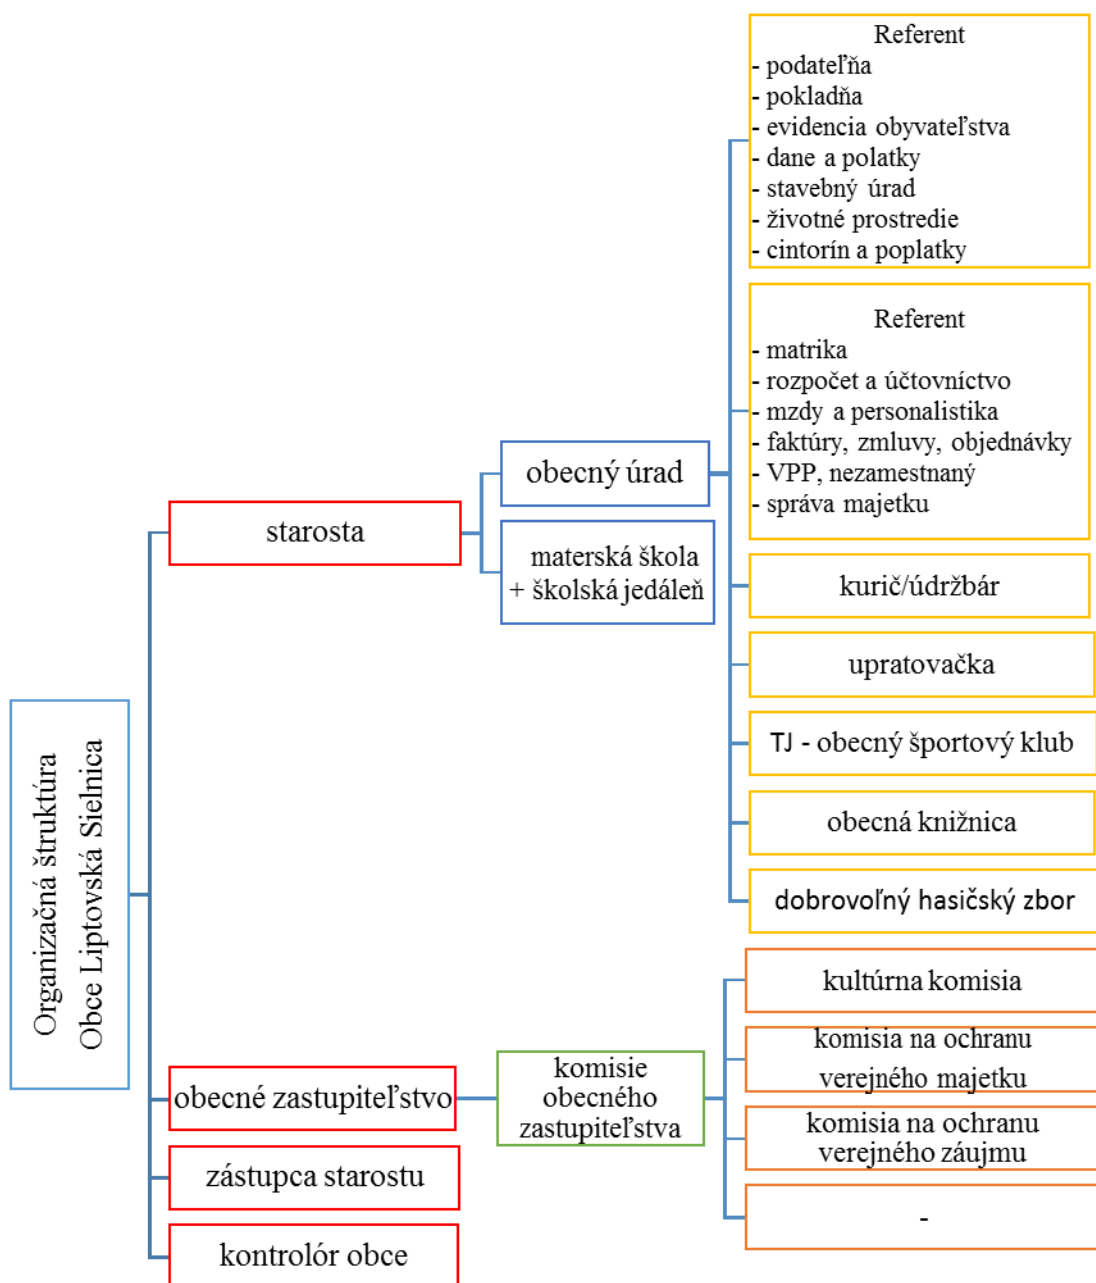 Organizačná štruktúra
Obce Liptovská Sielnica
starosta
obecný úrad
materská škola
+ školská jedáleň
Referent
- podateľňa
- pokladňa
- evidencia obyvateľstva
- dane a polatky
- stavebný úrad
- životné prostredie
- cintorín a poplatky
Referent
- matrika
- rozpočet a účtovníctvo
- mzdy a personalistika
- faktúry, zmluvy, objednávky
- VPP, nezamestnaný
- správa majetku
kurič/údržbár
upratovačka
TJ - obecný športový klub
obecná knižnica
dobrovoľný hasičský zbor
obecné zastupiteľstvo
komisie
obecného
zastupiteľstva
kultúrna komisia
komisia na ochranu
verejného majetku
komisia na ochranu
verejného záujmu
-
zástupca starostu
kontrolór obce